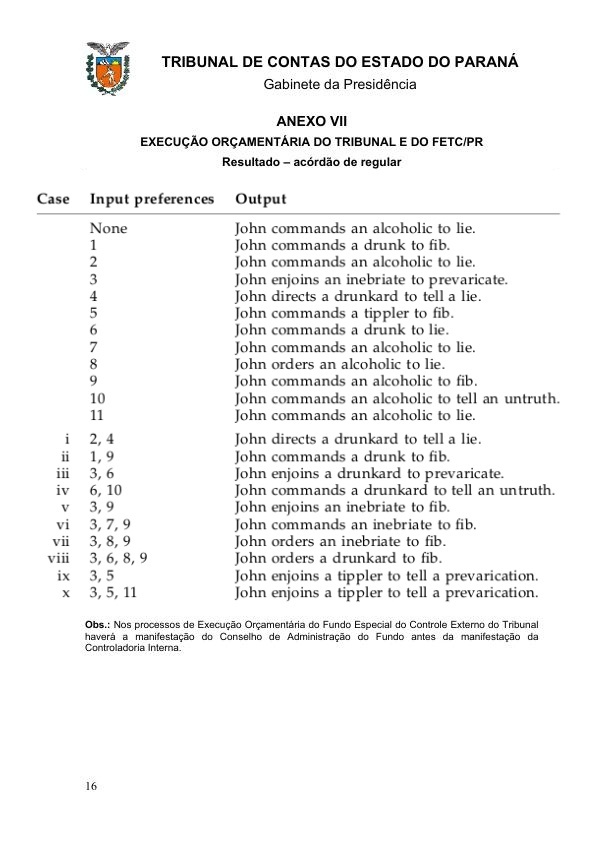 TRIBUNAL DE CONTAS DO ESTADO DO PARANÁ
Gabinete da Presidência
ANEXO VII
EXECUÇÃO ORÇAMENTÁRIA DO TRIBUNAL E DO FETC/PR
Resultado – acórdão de regular
Case Input preferences Output
None John commands an alcoholic to lie.
1 John commands a drunk to fib.
2 John commands an alcoholic to lie.
3 John enjoins an inebriate to prevaricate.
4 John directs a drunkard to tell a lie.
5 John commands a tippler to fib.
6 John commands a drunk to lie.
7 John commands an alcoholic to lie.
8 John orders an alcoholic to lie.
9 John commands an alcoholic to fib.
10 John commands an alcoholic to tell an untruth.
11 John commands an alcoholic to lie.
i 2, 4 John directs a drunkard to tell a lie.
ii 1, 9 John commands a drunk to fib.
iii 3, 6 John enjoins a drunkard to prevaricate.
iv 6, 10 John commands a drunkard to tell an untruth.
v 3, 9 John enjoins an inebriate to fib.
vi 3, 7, 9 John commands an inebriate to fib.
vii 3, 8, 9 John orders an inebriate to fib.
viii 3, 6, 8, 9 John orders a drunkard to fib.
ix 3, 5 John enjoins a tippler to tell a prevarication.
x 3, 5, 11 John enjoins a tippler to tell a prevarication.
Obs.: Nos processos de Execução Orçamentária do Fundo Especial do Controle Externo do Tribunal
haverá a manifestação do Conselho de Administração do Fundo antes da manifestação da
Controladoria Interna.
16